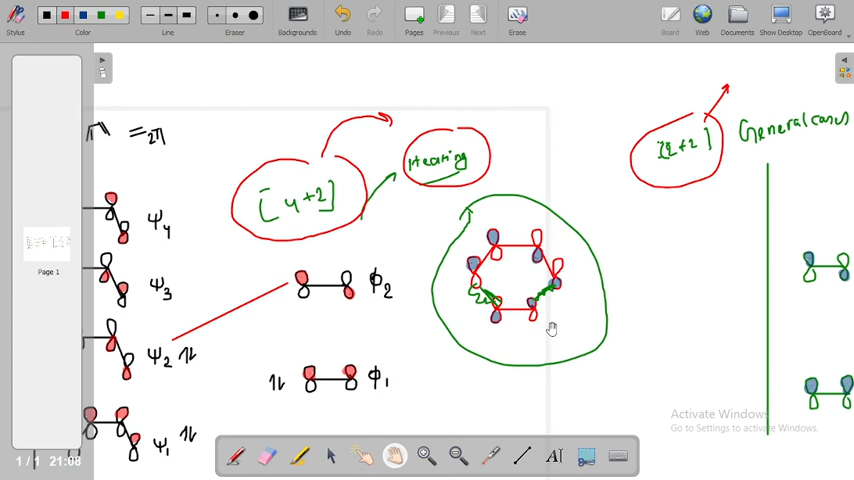 Stylus
Color
Line
Eraser
Backgrounds
Undo
Redo
Pages
Previous
Next
Erase
Board
Web
Documents
Show Desktop
OpenBoard
=2π
[4+2]
Heating
[2+2]
General cases
ψ4
ψ3
ψ2 ⥮
ψ1 ⥮
ϕ2
⥮ ϕ1
Page 1
1 / 1 21:08
Activate Windows
Go to Settings to activate Windows.